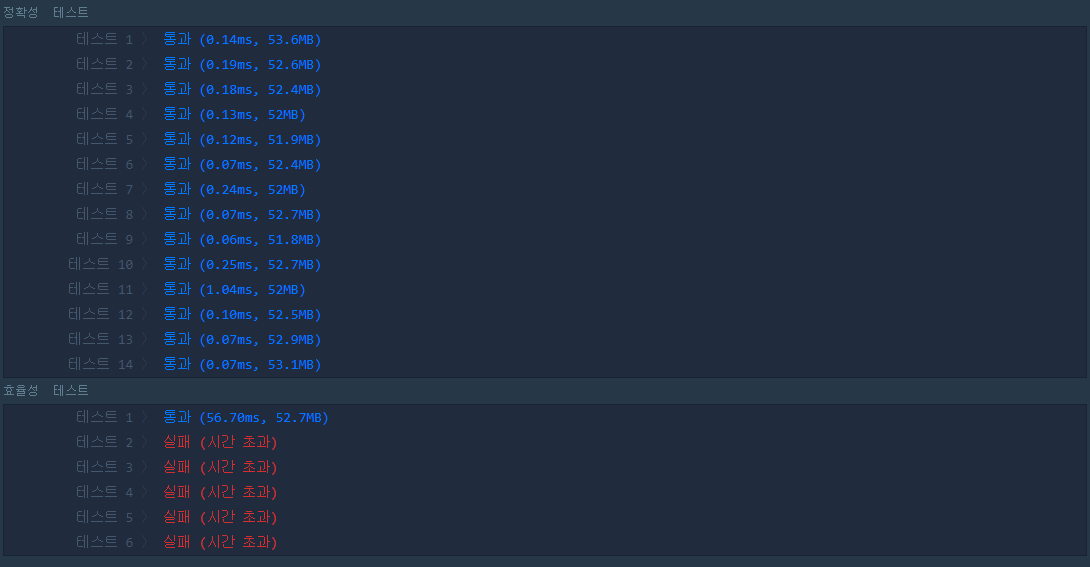 정확성 테스트
테스트 1 〉 통과 (0.14ms, 53.6MB)
테스트 2 〉 통과 (0.19ms, 52.6MB)
테스트 3 〉 통과 (0.18ms, 52.4MB)
테스트 4 〉 통과 (0.13ms, 52MB)
테스트 5 〉 통과 (0.12ms, 51.9MB)
테스트 6 〉 통과 (0.07ms, 52.4MB)
테스트 7 〉 통과 (0.24ms, 52MB)
테스트 8 〉 통과 (0.07ms, 52.7MB)
테스트 9 〉 통과 (0.06ms, 51.8MB)
테스트 10 〉 통과 (0.25ms, 52.7MB)
테스트 11 〉 통과 (1.04ms, 52MB)
테스트 12 〉 통과 (0.10ms, 52.5MB)
테스트 13 〉 통과 (0.07ms, 52.9MB)
테스트 14 〉 통과 (0.07ms, 53.1MB)
효율성 테스트
테스트 1 〉 통과 (56.70ms, 52.7MB)
테스트 2 〉 실패 (시간 초과)
테스트 3 〉 실패 (시간 초과)
테스트 4 〉 실패 (시간 초과)
테스트 5 〉 실패 (시간 초과)
테스트 6 〉 실패 (시간 초과)